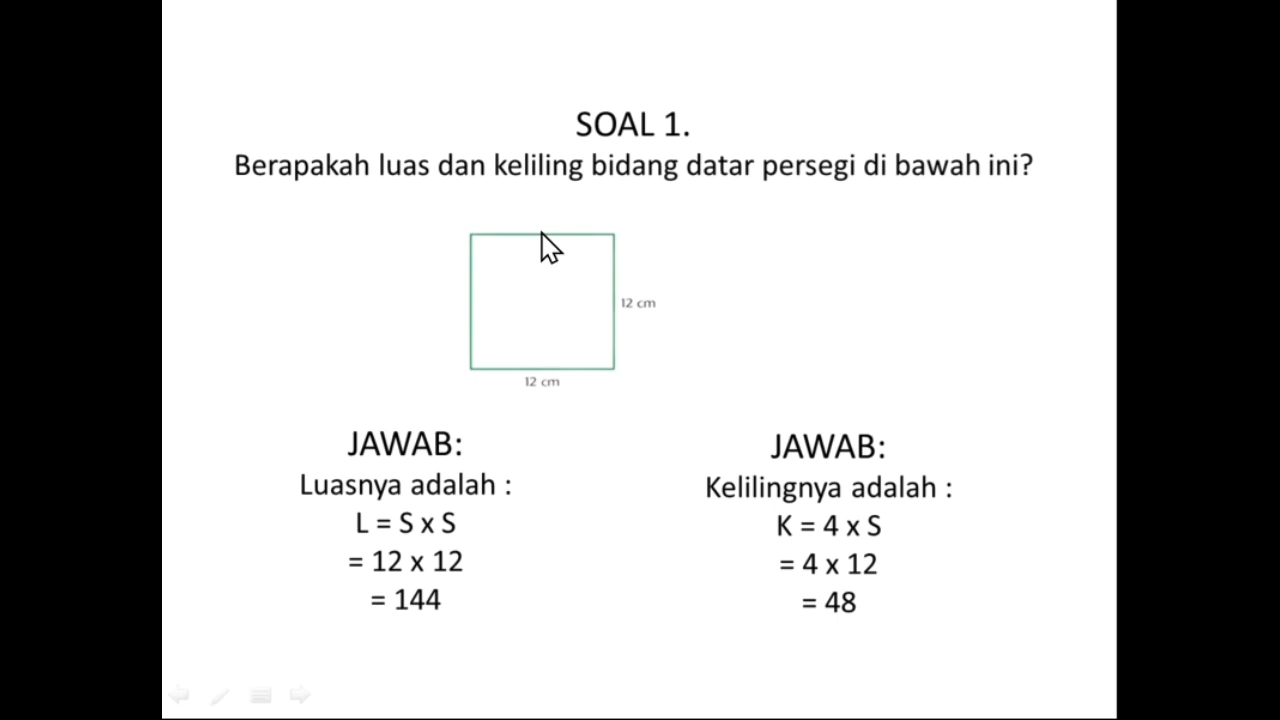 SOAL 1.
Berapakah luas dan keliling bidang datar persegi di bawah ini?
12 cm
12 cm
JAWAB:
Luasnya adalah :
L = S x S
= 12 x 12
= 144
JAWAB:
Kelilingnya adalah :
K = 4 x S
= 4 x 12
= 48